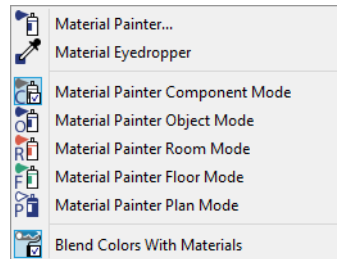 Material Painter...
Material Eyedropper
C Material Painter Component Mode
O Material Painter Object Mode
R Material Painter Room Mode
F Material Painter Floor Mode
P Material Painter Plan Mode
Blend Colors With Materials